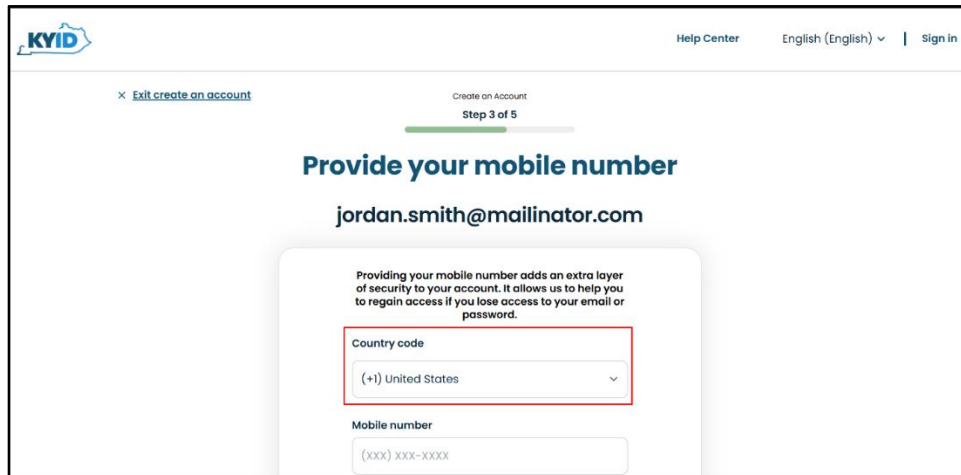 KYID
Help Center
English (English)
Sign in
× Exit create an account
Create an Account
Step 3 of 5
Provide your mobile number
jordan.smith@mailinator.com
Providing your mobile number adds an extra layer
of security to your account. It allows us to help you
to regain access if you lose access to your email or
password.
Country code
(+1) United States
Mobile number
(XXX) XXX-XXXX